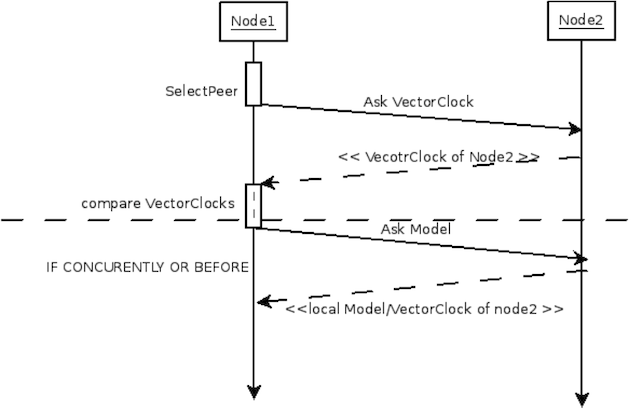 Node1
Node2
SelectPeer
Ask VectorClock
<< VecotrClock of Node2 >>
compare VectorClocks
Ask Model
IF CONCURENTLY OR BEFORE
<<local Model/VectorClock of node2 >>